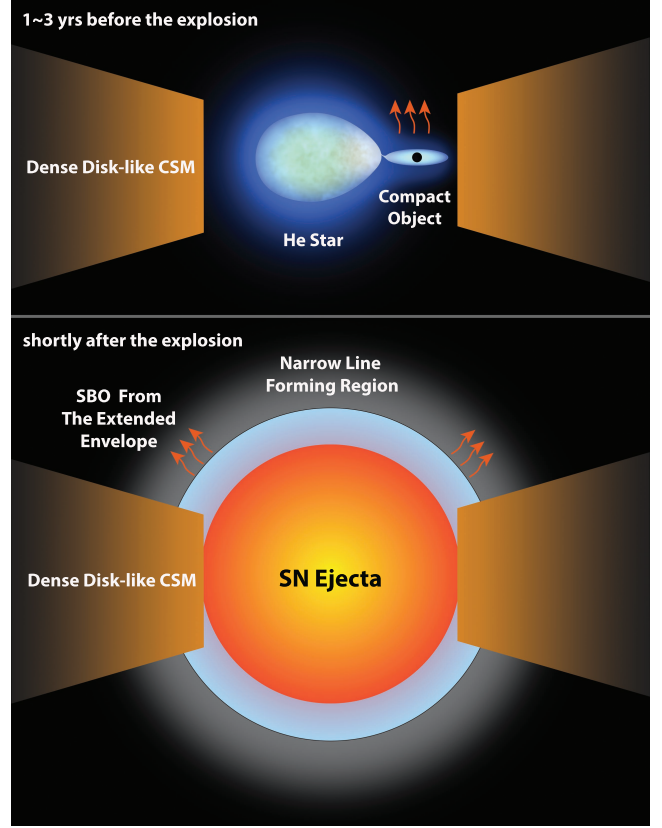 1~3 yrs before the explosion
Dense Disk-like CSM
Compact
Object
He Star
shortly after the explosion
Narrow Line
Forming Region
SBO From
The Extended
Envelope
Dense Disk-like CSM
SN Ejecta